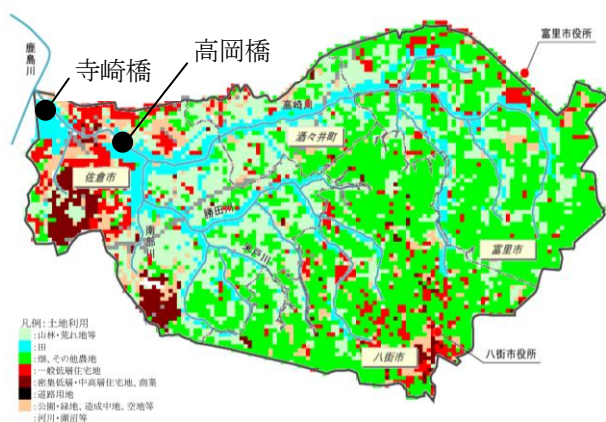 鹿島川
寺崎橋
高岡橋
富里市役所
高崎川
酒々井町
佐倉市
勝田川
南部川
富里市
八街市
八街市役所
凡例:土地利用
:山林・荒れ地等
:田
:畑、その他農地
:一般低層住宅地
:密集低層・中高層住宅地、商業
:道路用地
:公園・緑地、造成中地、空地等
:河川・湖沼等